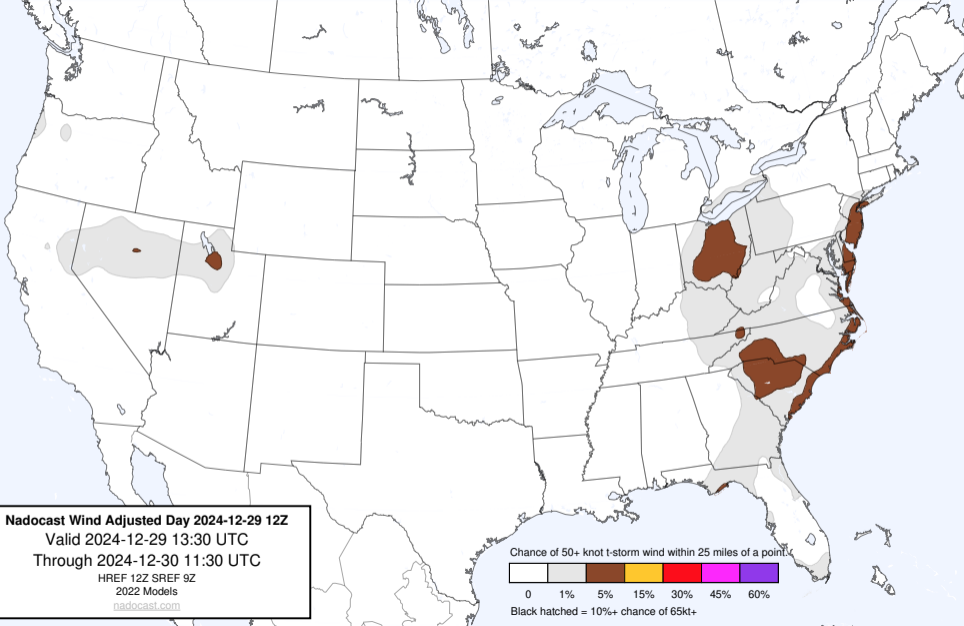 Nadocast Wind Adjusted Day 2024-12-29 12Z
Valid 2024-12-29 13:30 UTC
Through 2024-12-30 11:30 UTC
HREF 12Z SREF 9Z
2022 Models
nadocast.com
Chance of 50+ knot t-storm wind within 25 miles of a point.
0 1% 5% 15% 30% 45% 60%
Black hatched = 10%+ chance of 65kt+